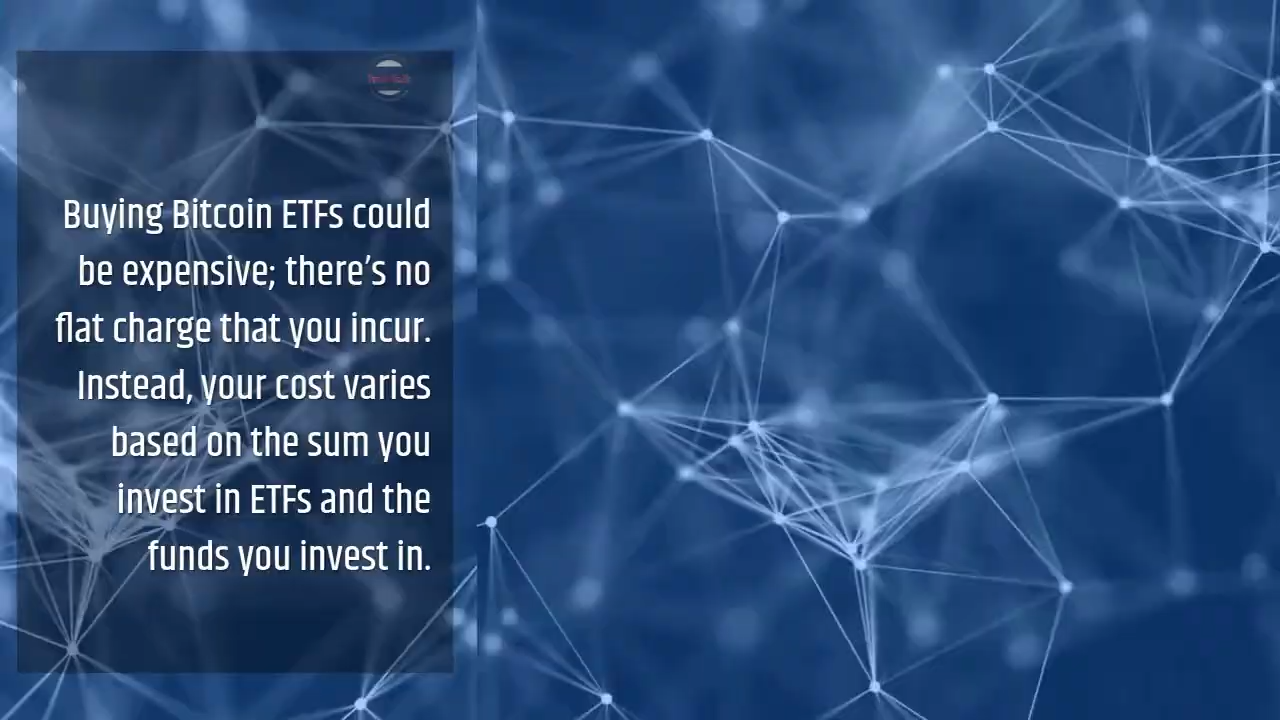 Buying Bitcoin ETFs could
be expensive; there’s no
flat charge that you incur.
Instead, your cost varies
based on the sum you
invest in ETFs and the
funds you invest in.